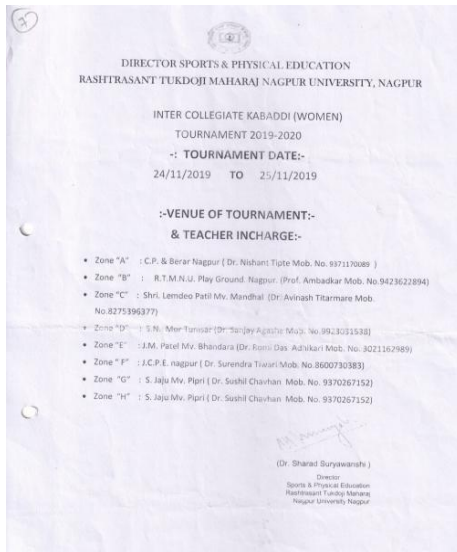 7
DIRECTOR SPORTS & PHYSICAL EDUCATION
RASHTRASANT TUKDOJI MAHARAJ NAGPUR UNIVERSITY, NAGPUR
INTER COLLEGIATE KABADDI (WOMEN)
TOURNAMENT 2019-2020
-: TOURNAMENT DATE:-
24/11/2019 TO 25/11/2019
:-VENUE OF TOURNAMENT:-
& TEACHER INCHARGE:-
• Zone "A" : C.P. & Berar Nagpur ( Dr. Nishant Tipte Mob. No. 9371170089 )
• Zone "B" : R.T.M.N.U. Play Ground. Nagpur. (Prof. Ambadkar Mob. No.9423622894)
• Zone "C" : Shri. Lemdeo Patil Mv. Mandhal (Dr. Avinash Titarmare Mob.
No.8275396377)
• Zone "D" : S.N. Mor Tumsar (Dr. Sanjay Mob. No.
• Zone "E" : J.M. Patel Mv. Bhandara (Dr. Romi Das Adhikari Mob. No. 3021162989)
• Zone " F" : J.C.P.E. nagpur ( Dr. Surendra Tiwari Mob. No.8600730383)
• Zone "G" : S. Jaju Mv. Pipri ( Dr. Sushil Chavhan Mob. No. 9370267152)
• Zone "H" : S. Jaju Mv. Pipri ( Dr. Sushil Chavhan Mob. No. 9370267152)
(Dr. Sharad Suryawanshi )
Director
Sports & Physical Education
Rashtrasant Tukdoji Maharaj
Nagpur University Nagpur